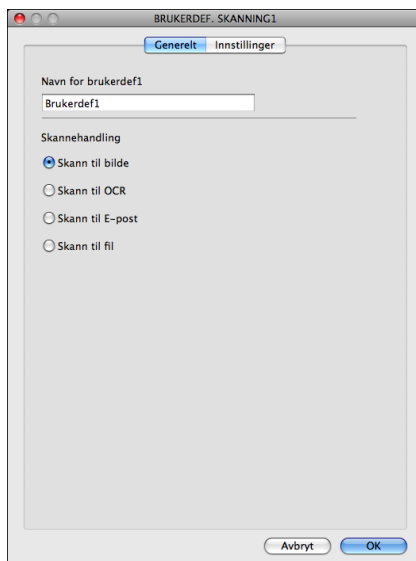 BRUKERDEF. SKANNING1
Generelt Innstillinger
Navn for brukerdef1
Brukerdef1
Skannehandling
Skann til bilde
Skann til OCR
Skann til E-post
Skann til fil
Avbryt OK